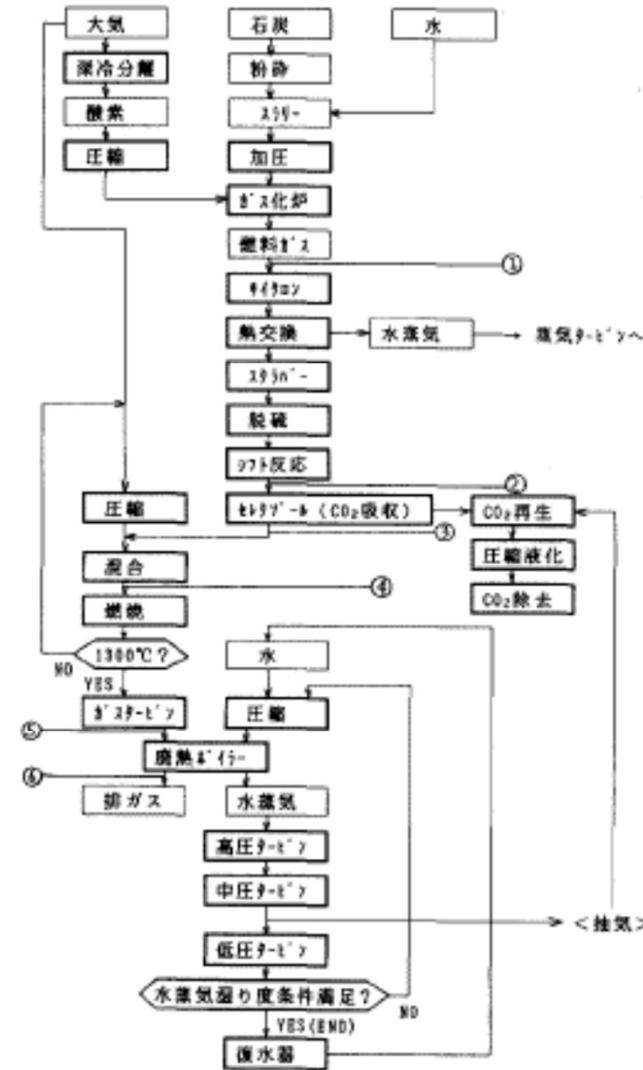 大気
石炭
水
深冷分離
粉砕
酸素
スラリー
圧縮
加圧
ガス化炉
燃料ガス
①
サイクロン
熱交換
水蒸気
蒸気タービンへ
スクラバー
脱硫
シフト反応
②
圧縮
セレクゾール(CO₂吸収)
CO₂再生
③
混合
圧縮液化
④
燃焼
CO₂除去
1300℃?
NO
YES
水
ガスタービン
圧縮
⑤
廃熱ボイラー
⑥
排ガス
水蒸気
高圧タービン
中圧タービン
<抽気>
低圧タービン
水蒸気湿り度条件満足?
NO
YES(END)
復水器